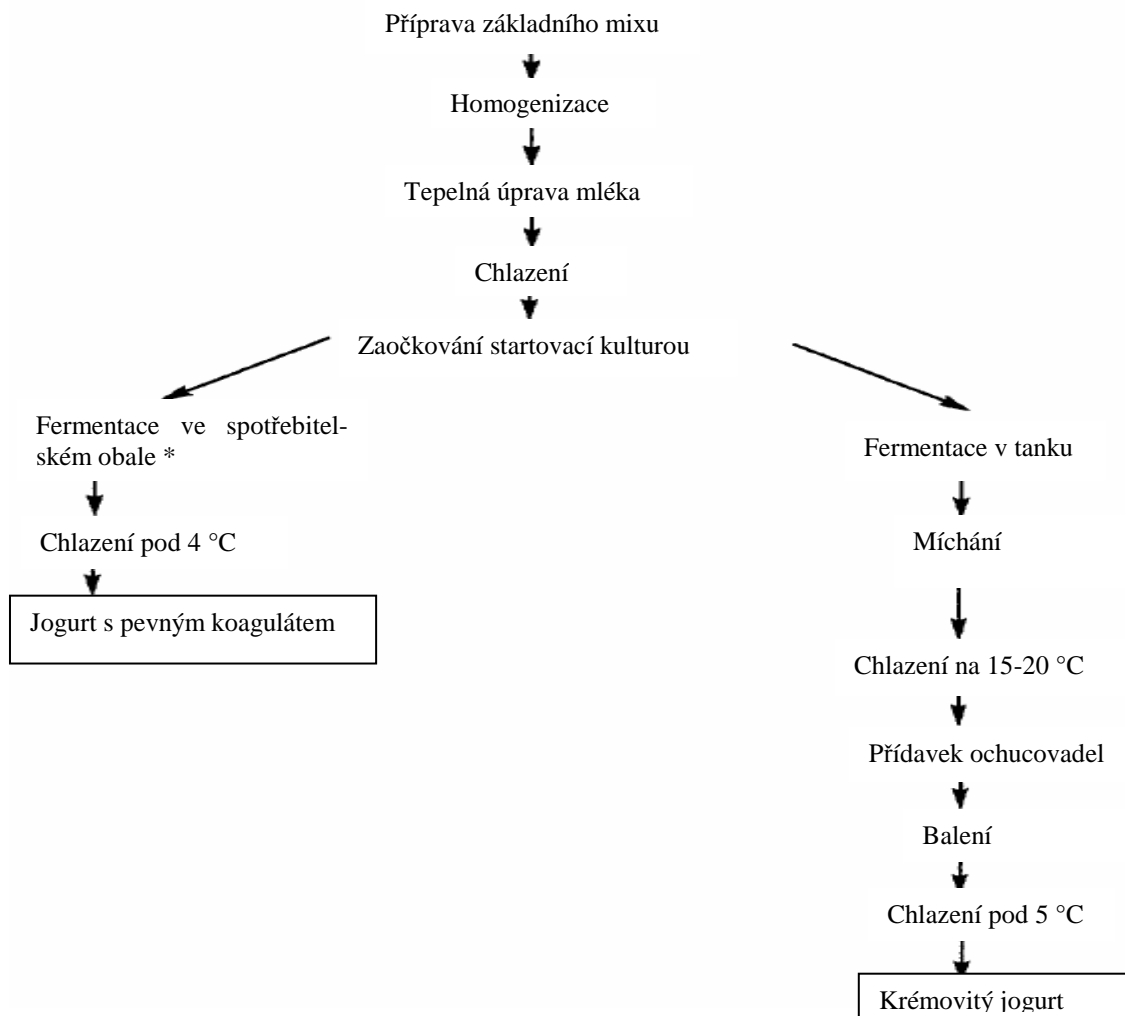 Příprava základního mixu
Homogenizace
Tepelná úprava mléka
Chlazení
Zaočkování startovací kulturou
Fermentace ve spotřebitel-
ském obale *
Chlazení pod 4 °C
Jogurt s pevným koagulátem
Fermentace v tanku
Míchání
Chlazení na 15-20 °C
Přídavek ochucovadel
Balení
Chlazení pod 5 °C
Krémovitý jogurt